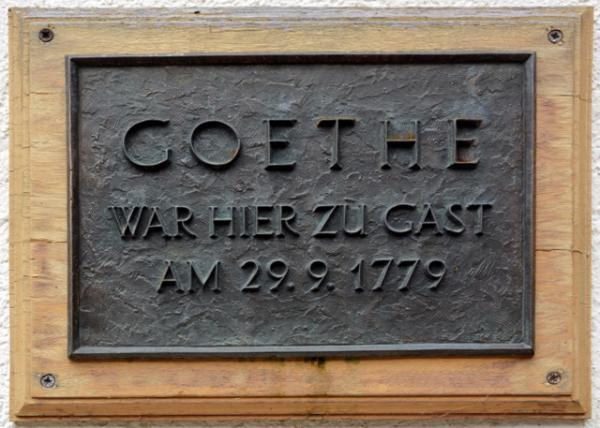 GOETHE
WAR HIER ZU GAST
AM 29.9.1779